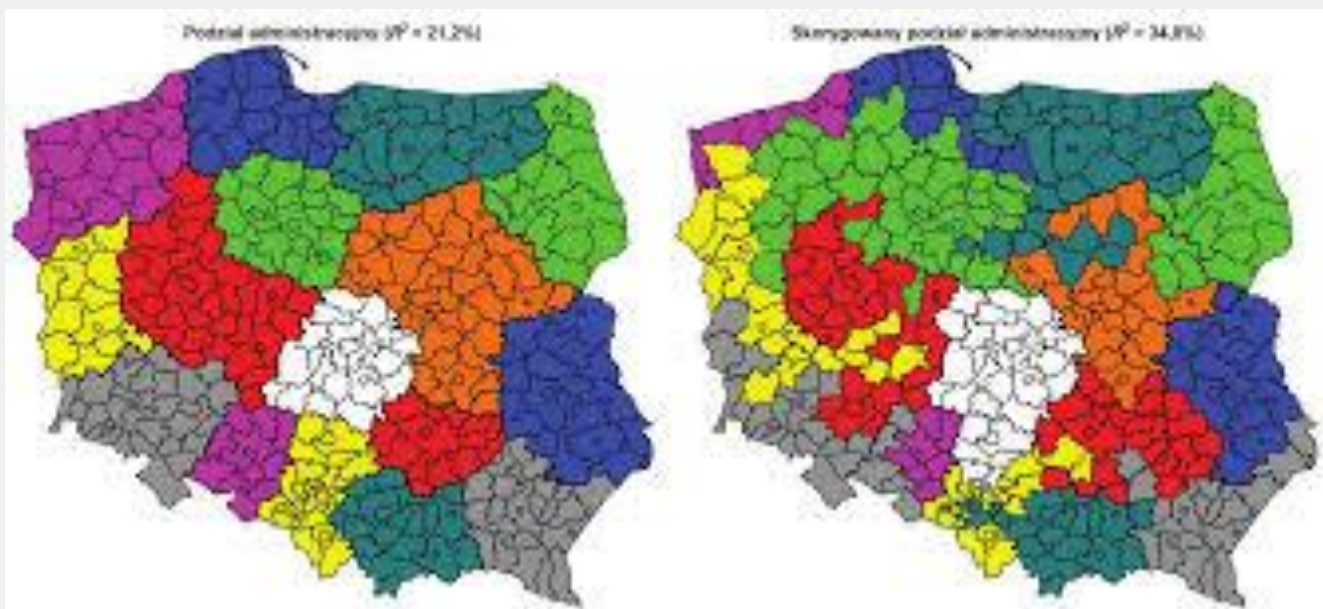 Podział administracyjny (R² = 21,2%)
Skorygowany podział administracyjny (R² = 34,8%)